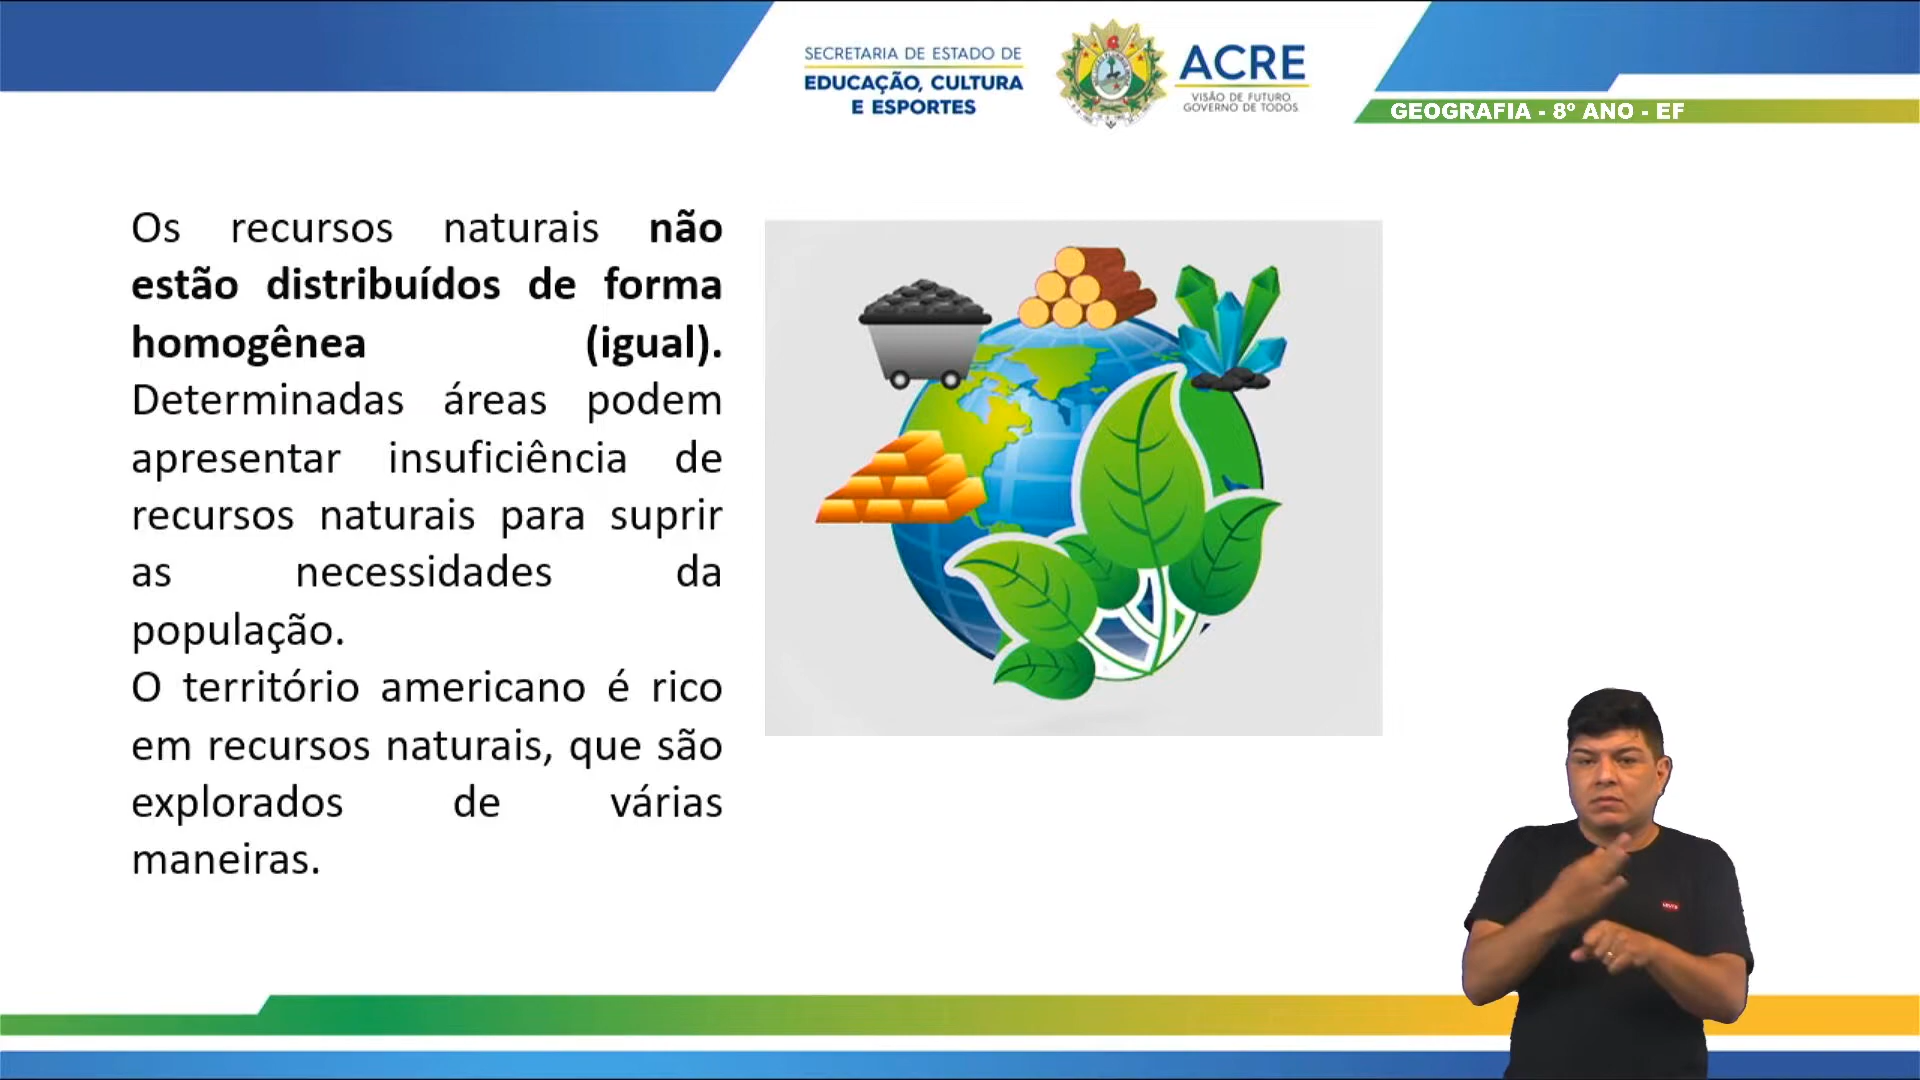 SECRETARIA DE ESTADO DE
EDUCAÇÃO, CULTURA
E ESPORTES
ACRE
VISÃO DE FUTURO
GOVERNO DE TODOS
GEOGRAFIA - 8º ANO - EF
Os recursos naturais não
estão distribuídos de forma
homogênea (igual).
Determinadas áreas podem
apresentar insuficiência de
recursos naturais para suprir
as necessidades da
população.
O território americano é rico
em recursos naturais, que são
explorados de várias
maneiras.